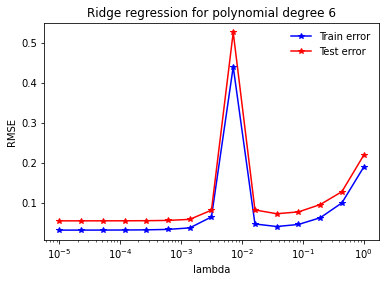 Ridge regression for polynomial degree 6
Train error
Test error
RMSE
0.5
0.4
0.3
0.2
0.1
10⁻⁵ 10⁻⁴ 10⁻³ 10⁻² 10⁻¹ 10⁰
lambda